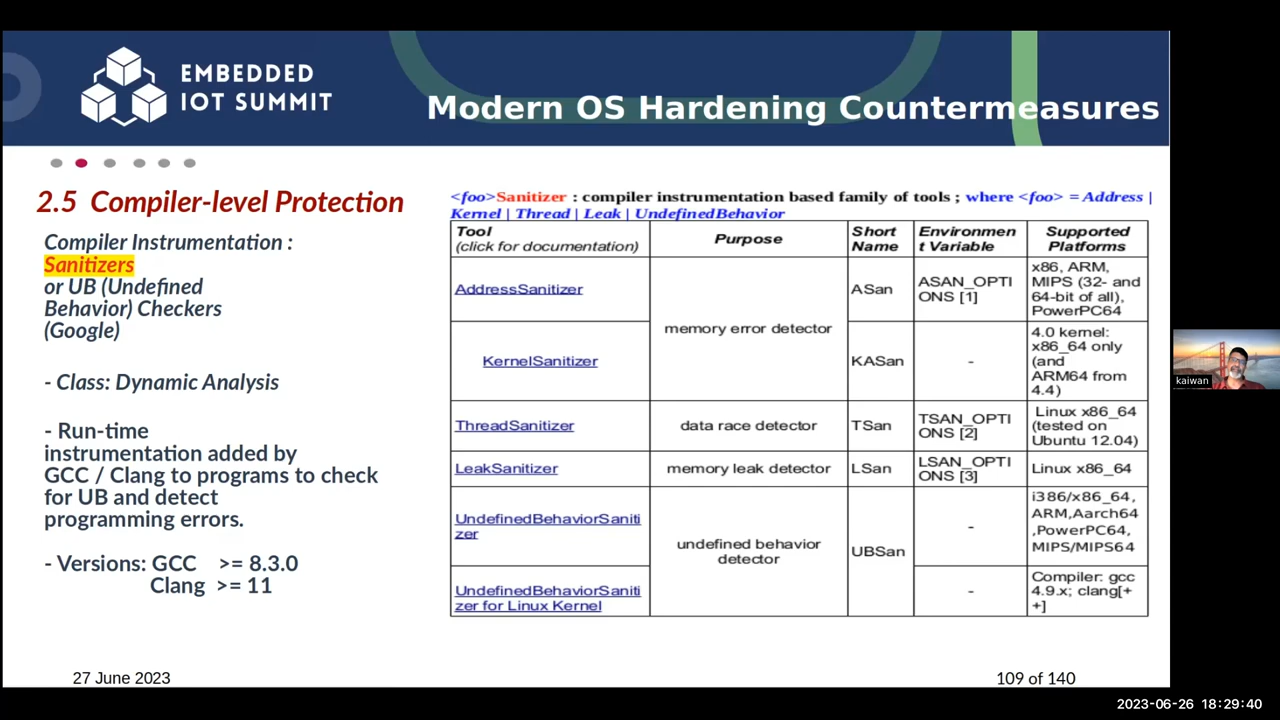 EMBEDDED
IOT SUMMIT
Modern OS Hardening Countermeasures
2.5 Compiler-level Protection
Compiler Instrumentation :
Sanitizers
or UB (Undefined
Behavior) Checkers
(Google)
- Class: Dynamic Analysis
- Run-time
instrumentation added by
GCC / Clang to programs to check
for UB and detect
programming errors.
- Versions: GCC >= 8.3.0
Clang >= 11
<foo>Sanitizer : compiler instrumentation based family of tools ; where <foo> = Address |
Kernel | Thread | Leak | UndefinedBehavior
Tool
(click for documentation)
Purpose
Short
Name
Environmen
t Variable
Supported
Platforms
AddressSanitizer
memory error detector
ASan
ASAN_OPTI
ONS [1]
x86, ARM,
MIPS (32- and
64-bit of all),
PowerPC64
KernelSanitizer
KASan
-
4.0 kernel:
x86_64 only
(and
ARM64 from
4.4)
ThreadSanitizer
data race detector
TSan
TSAN_OPTI
ONS [2]
Linux x86_64
(tested on
Ubuntu 12.04)
LeakSanitizer
memory leak detector
LSan
LSAN_OPTI
ONS [3]
Linux x86_64
UndefinedBehaviorSaniti
zer
undefined behavior
detector
UBSan
-
i386/x86_64,
ARM,Aarch64
,PowerPC64,
MIPS/MIPS64
UndefinedBehaviorSaniti
zer for Linux Kernel
-
Compiler: gcc
4.9.x; clang[+
+]
kaiwan
27 June 2023
109 of 140
2023-06-26 18:29:40